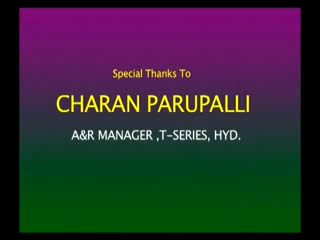 Special Thanks To
CHARAN PARUPALLI
A&R MANAGER ,T-SERIES, HYD.